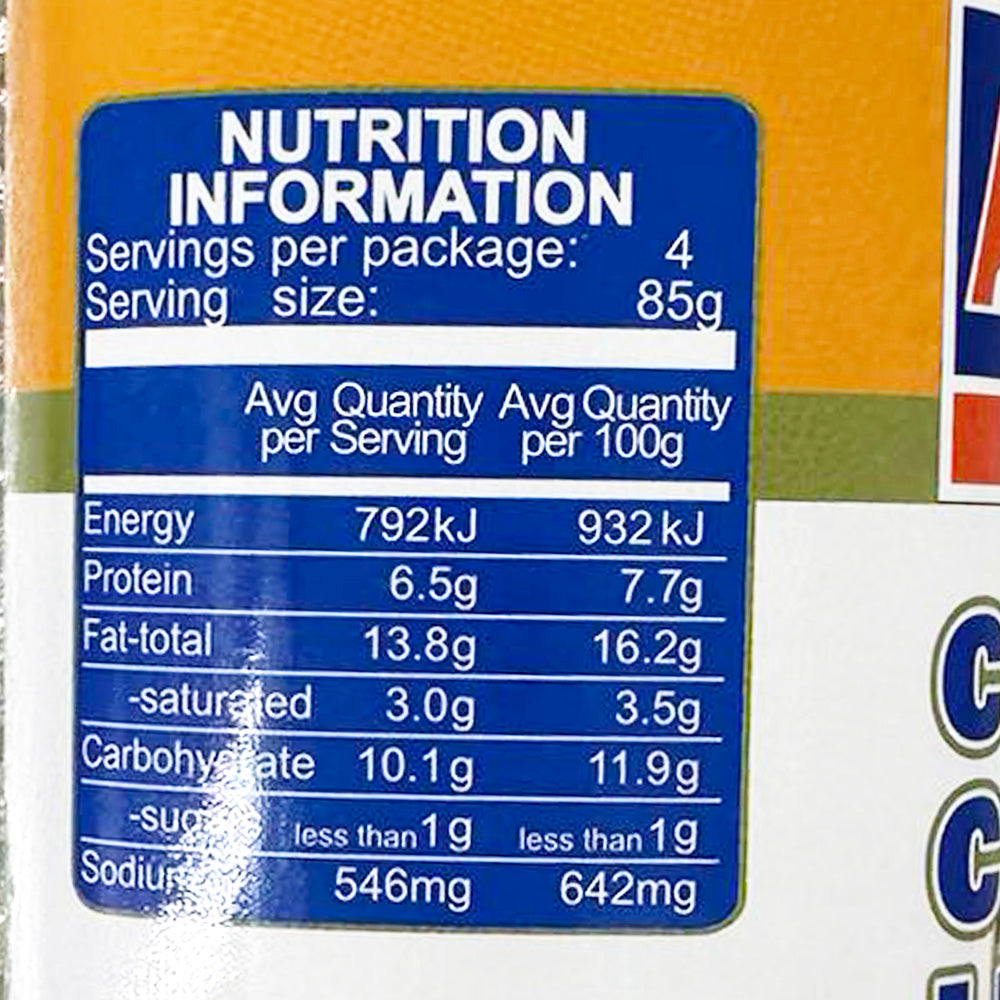 NUTRITION
INFORMATION
Servings per package: 4
Serving size: 85g
Avg Quantity Avg Quantity
per Serving per 100g
Energy 792kJ 932 kJ
Protein 6.5g 7.7g
Fat-total 13.8g 16.2g
-saturated 3.0g 3.5g
Carbohydrate 10.1g 11.9g
less than 1g less than 1g
Sodium 546mg 642mg
C
C